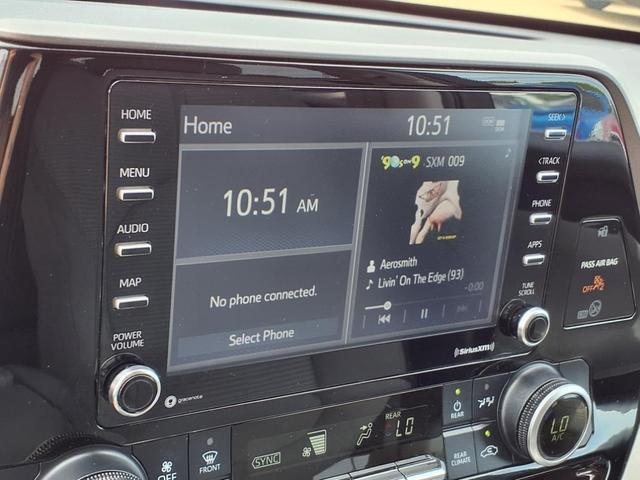 HOME
MENU
AUDIO
MAP
POWER
VOLUME
Home
10:51
10:51 AM
No phone connected.
Select Phone
'90s on 9 SXM 009
Aerosmith
Livin' On The Edge (93)
-0:00
SEEK>
<TRACK
PHONE
APPS
TUNE
SCROLL
gracenote
SiriusXM
PASS AIR BAG
OFF
OFF
FRONT
SYNC
REAR
LO
REAR
REAR
CLIMATE
LO
A/C